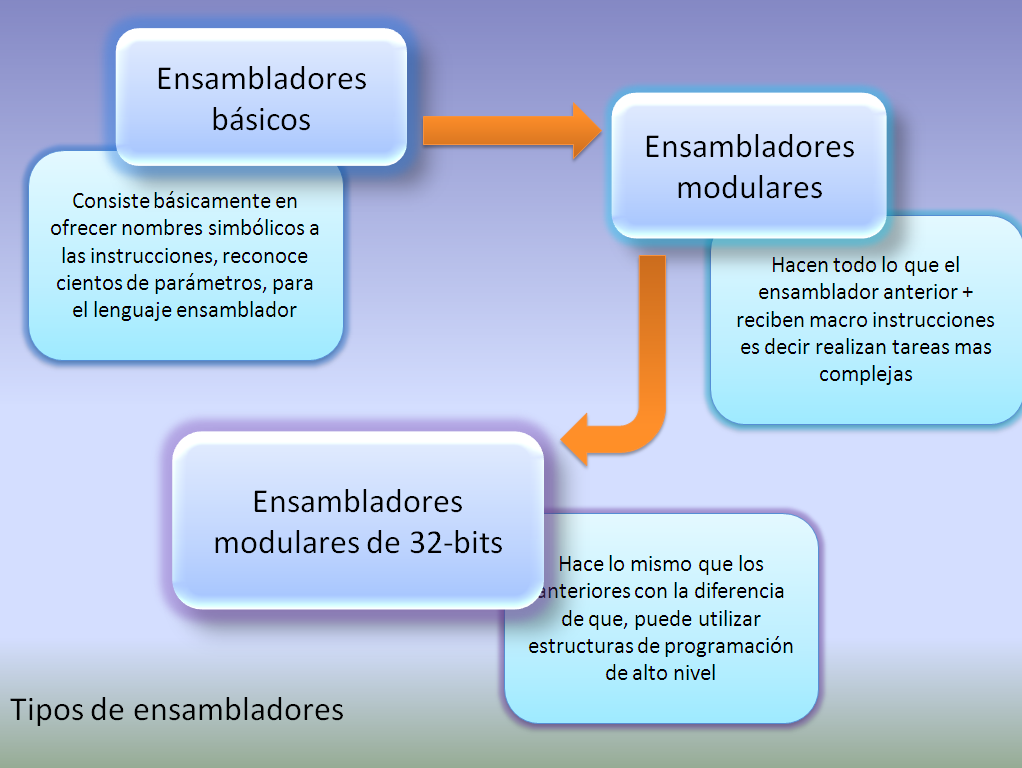 Ensambladores
básicos
Consiste básicamente en
ofrecer nombres simbólicos a
las instrucciones, reconoce
cientos de parámetros, para
el lenguaje ensamblador
Ensambladores
modulares
Hacen todo lo que el
ensamblador anterior +
reciben macro instrucciones
es decir realizan tareas mas
complejas
Ensambladores
modulares de 32-bits
Hace lo mismo que los
anteriores con la diferencia
de que, puede utilizar
estructuras de programación
de alto nivel
Tipos de ensambladores